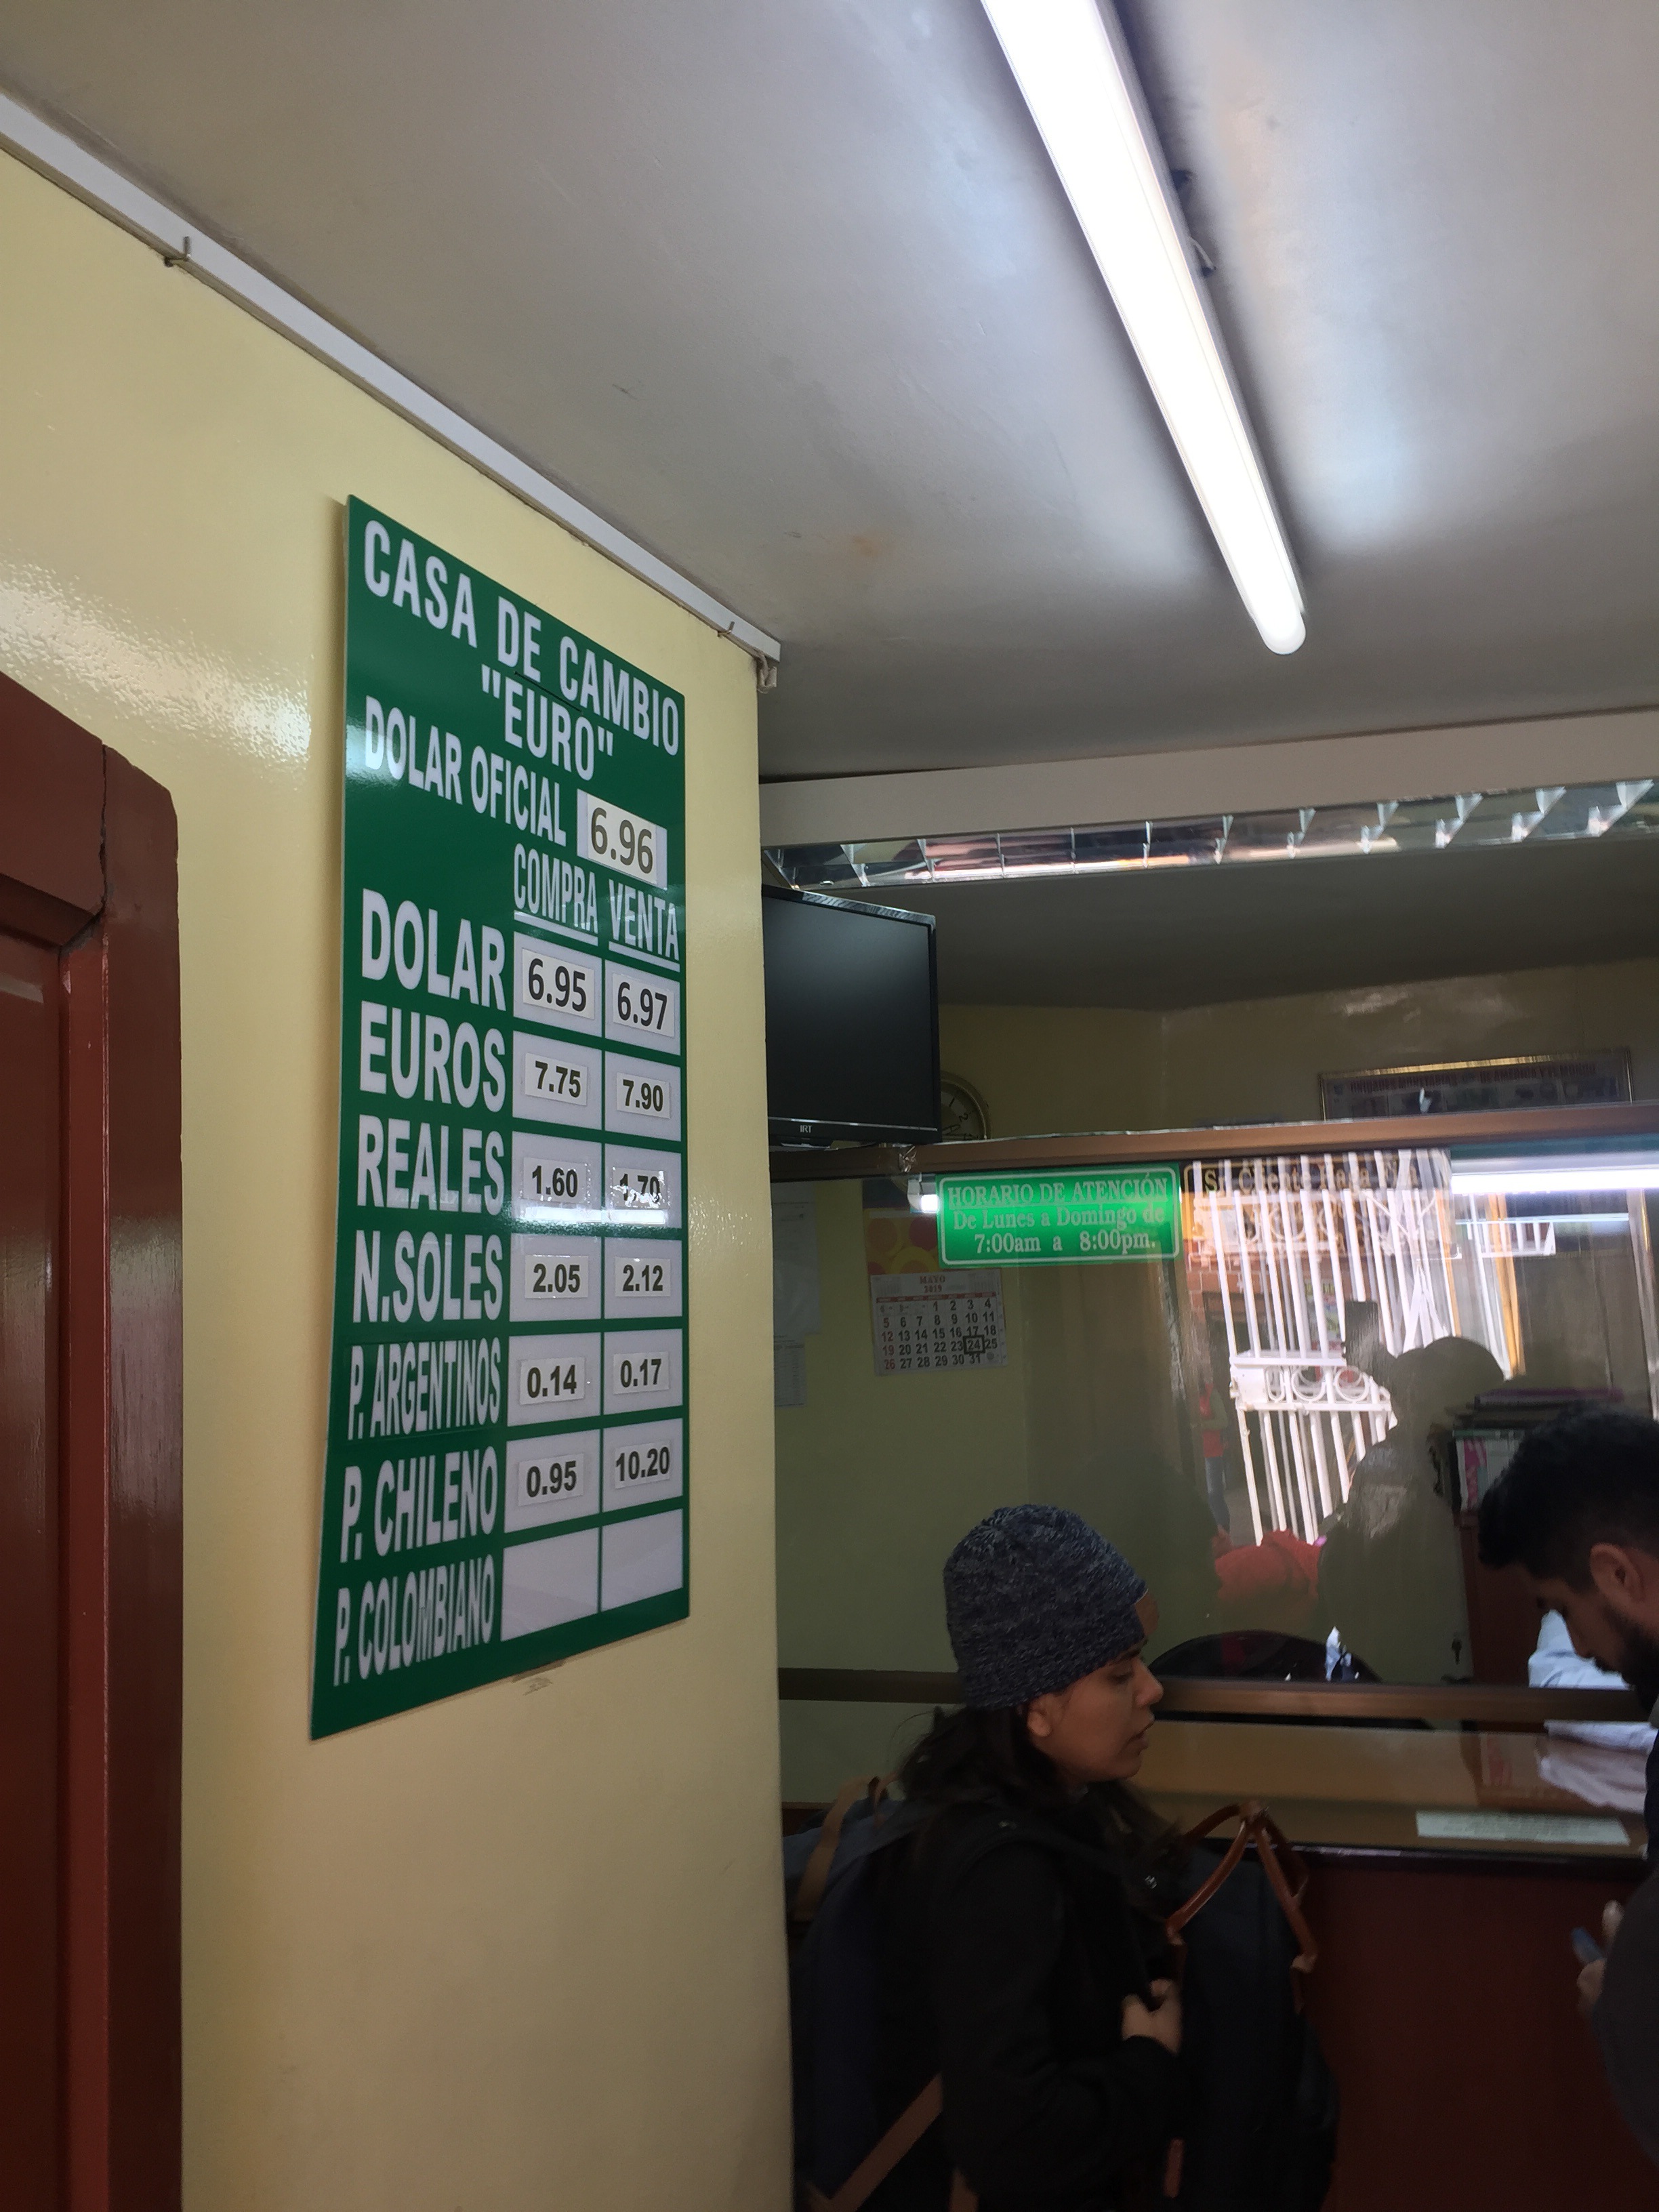 CASA DE CAMBIO
"EURO"
DOLAR OFICIAL 6.96
COMPRA VENTA
DOLAR 6.95 6.97
EUROS 7.75 7.90
REALES 1.60 1.70
N.SOLES 2.05 2.12
P. ARGENTINOS 0.14 0.17
P. CHILENO 0.95 10.20
P. COLOMBIANO
IRT
HORARIO DE ATENCIÓN
De Lunes a Domingo de
7:00am a 8:00pm.
MAYO
2019
1 2 3 4
5 6 7 8 9 10 11
12 13 14 15 16 17 18
19 20 21 22 23 24 25
26 27 28 29 30 31